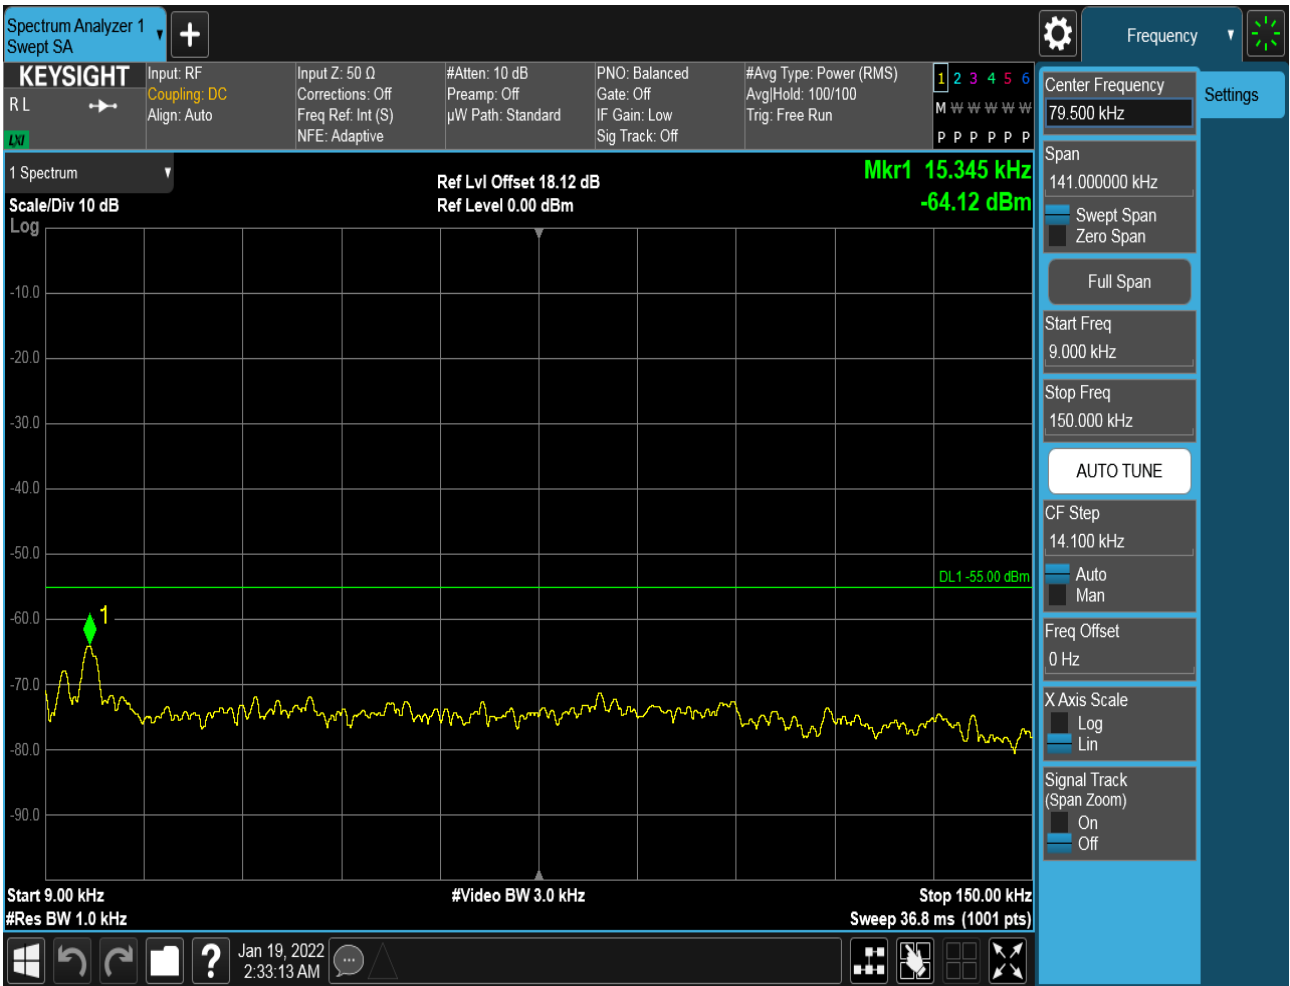 Spectrum Analyzer 1
Swept SA
+
Frequency
KEYSIGHT
R L
LXI
Input: RF
Coupling: DC
Align: Auto
Input Z: 50 Ω
Corrections: Off
Freq Ref: Int (S)
NFE: Adaptive
#Atten: 10 dB
Preamp: Off
µW Path: Standard
PNO: Balanced
Gate: Off
IF Gain: Low
Sig Track: Off
#Avg Type: Power (RMS)
Avg|Hold: 100/100
Trig: Free Run
1 2 3 4 5 6
M W W W W W
P P P P P P
1 Spectrum
Scale/Div 10 dB
Log
Ref Lvl Offset 18.12 dB
Ref Level 0.00 dBm
Mkr1 15.345 kHz
-64.12 dBm
-10.0
-20.0
-30.0
-40.0
-50.0
DL1 -55.00 dBm
-60.0
1
-70.0
-80.0
-90.0
Start 9.00 kHz
#Video BW 3.0 kHz
Stop 150.00 kHz
#Res BW 1.0 kHz
Sweep 36.8 ms (1001 pts)
?
Jan 19, 2022
2:33:13 AM
Center Frequency
79.500 kHz
Settings
Span
141.000000 kHz
Swept Span
Zero Span
Full Span
Start Freq
9.000 kHz
Stop Freq
150.000 kHz
AUTO TUNE
CF Step
14.100 kHz
Auto
Man
Freq Offset
0 Hz
X Axis Scale
Log
Lin
Signal Track
(Span Zoom)
On
Off